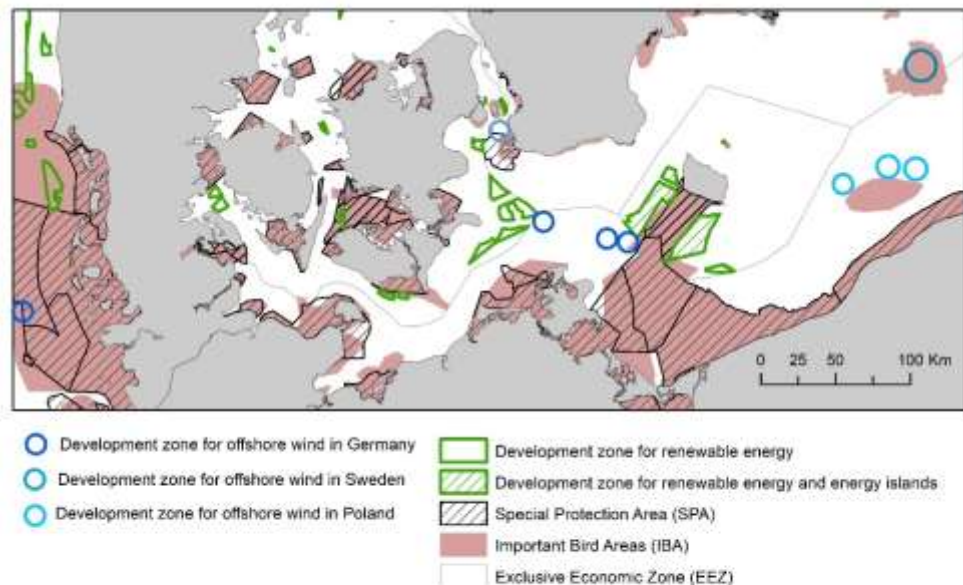 0 25 50 100 Km
Development zone for offshore wind in Germany
Development zone for offshore wind in Sweden
Development zone for offshore wind in Poland
Development zone for renewable energy
Development zone for renewable energy and energy islands
Special Protection Area (SPA)
Important Bird Areas (IBA)
Exclusive Economic Zone (EEZ)